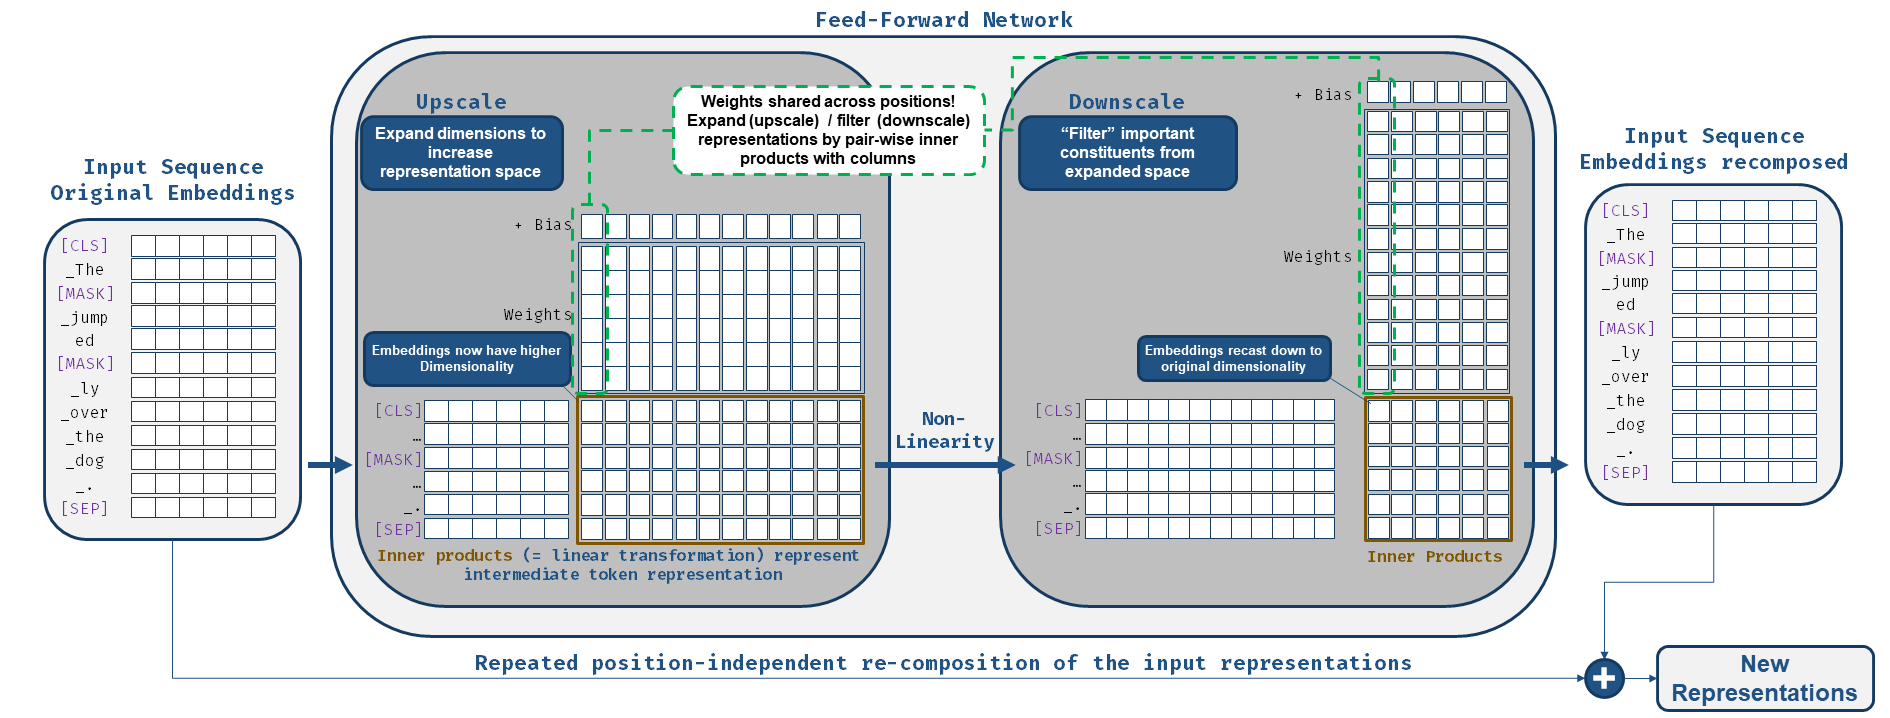 Feed-Forward Network
Input Sequence
Original Embeddings
[CLS]
_The
[MASK]
_jump
ed
[MASK]
_ly
_over
_the
_dog
_.
[SEP]
Upscale
Expand dimensions to
increase
representation space
Weights shared across positions!
Expand (upscale) / filter (downscale)
representations by pair-wise inner
products with columns
+ Bias
Weights
Embeddings now have higher
Dimensionality
[CLS]
…
[MASK]
…
_.
[SEP]
Inner products (= linear transformation) represent
intermediate token representation
Non-
Linearity
Downscale
“Filter” important
constituents from
expanded space
+ Bias
Weights
Embeddings recast down to
original dimensionality
[CLS]
…
[MASK]
…
_.
[SEP]
Inner Products
Input Sequence
Embeddings recomposed
[CLS]
_The
[MASK]
_jump
ed
[MASK]
_ly
_over
_the
_dog
_.
[SEP]
Repeated position-independent re-composition of the input representations
New
Representations